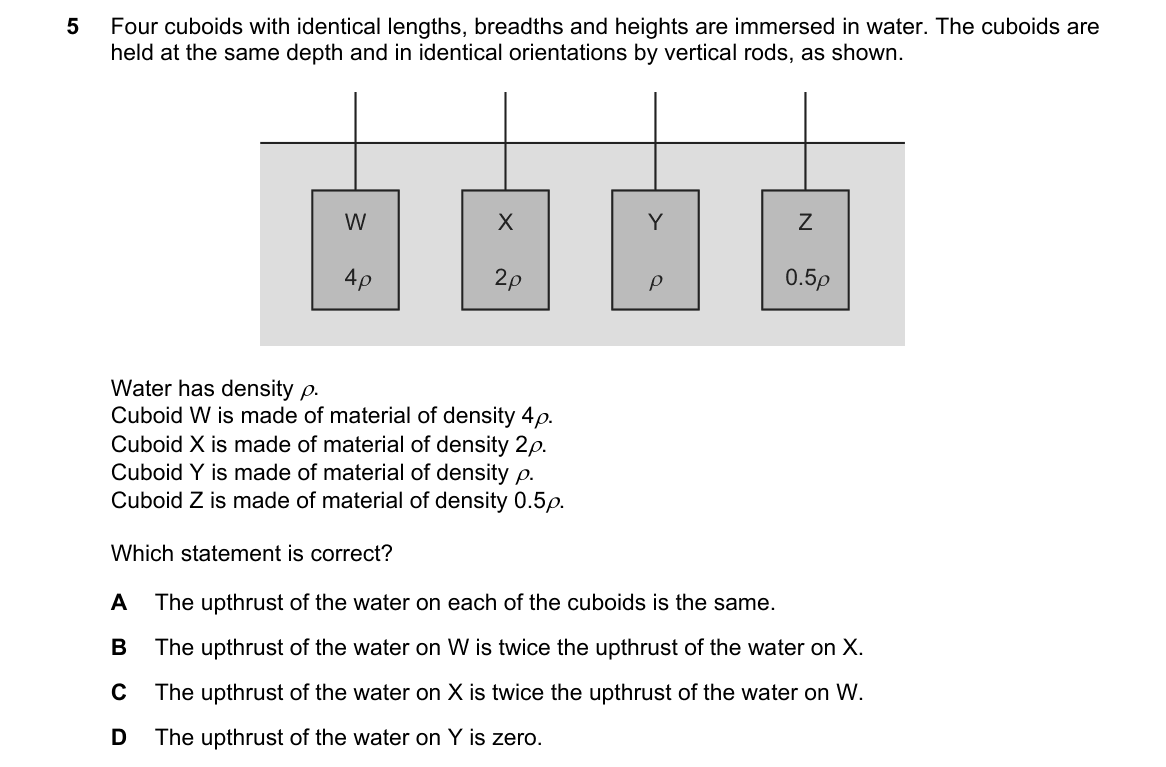 5 Four cuboids with identical lengths, breadths and heights are immersed in water. The cuboids are
held at the same depth and in identical orientations by vertical rods, as shown.
W X Y Z
4ρ 2ρ ρ 0.5ρ
Water has density ρ.
Cuboid W is made of material of density 4ρ.
Cuboid X is made of material of density 2ρ.
Cuboid Y is made of material of density ρ.
Cuboid Z is made of material of density 0.5ρ.
Which statement is correct?
A The upthrust of the water on each of the cuboids is the same.
B The upthrust of the water on W is twice the upthrust of the water on X.
C The upthrust of the water on X is twice the upthrust of the water on W.
D The upthrust of the water on Y is zero.